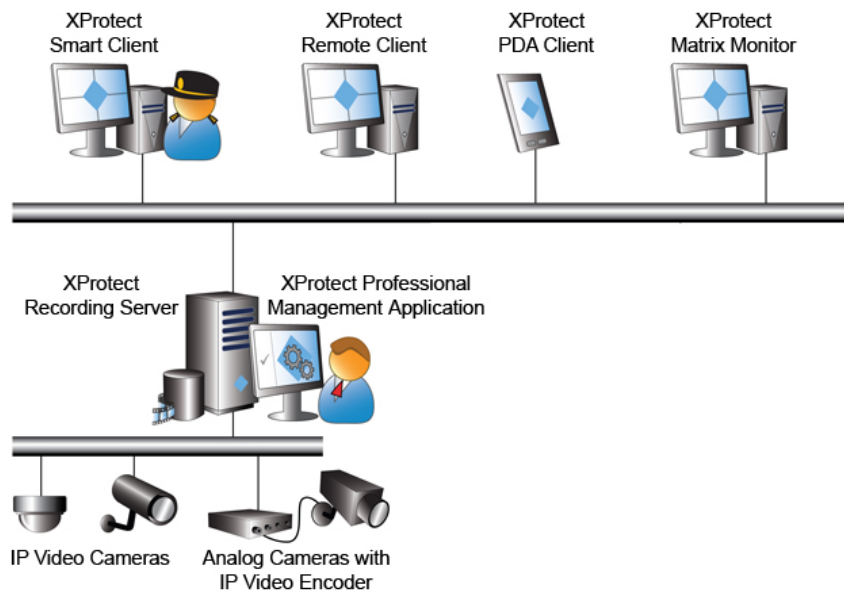 XProtect
Smart Client
XProtect
Remote Client
XProtect
PDA Client
XProtect
Matrix Monitor
XProtect
Recording Server
XProtect Professional
Management Application
IP Video Cameras
Analog Cameras with
IP Video Encoder